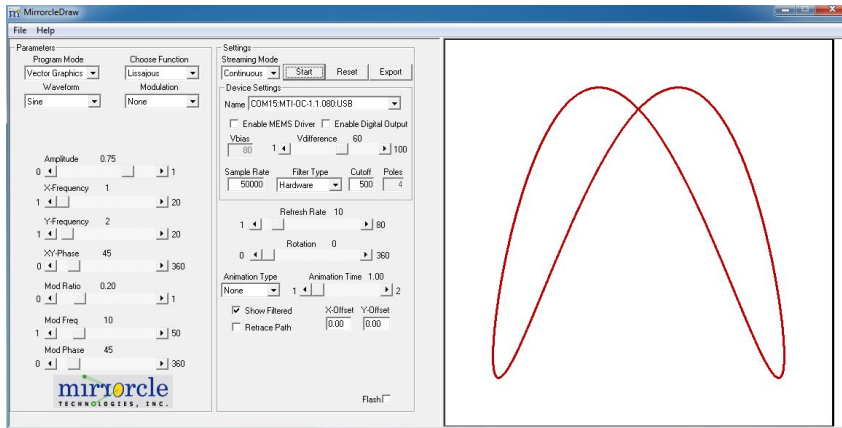 MirrorcleDraw
File Help
Parameters
Program Mode Choose Function
Vector Graphics Lissajous
Waveform Modulation
Sine None
Amplitude 0.75
0 1
X-Frequency 1
1 20
Y-Frequency 2
1 20
XY-Phase 45
0 360
Mod Ratio 0.20
0 1
Mod Freq 10
1 50
Mod Phase 45
0 360
mirrorcle
TECHNOLOGIES, INC.
Settings
Streaming Mode
Continuous Start Reset Export
Device Settings
Name COM15:MTI-OC-1.1.080:USB
Enable MEMS Driver Enable Digital Output
Vbias Vdifference 60
80 1 100
Sample Rate Filter Type Cutoff Poles
50000 Hardware 500 4
Refresh Rate 10
1 80
Rotation 0
0 360
Animation Type Animation Time 1.00
None 1 2
Show Filtered X-Offset Y-Offset
Retrace Path 0.00 0.00
Flash